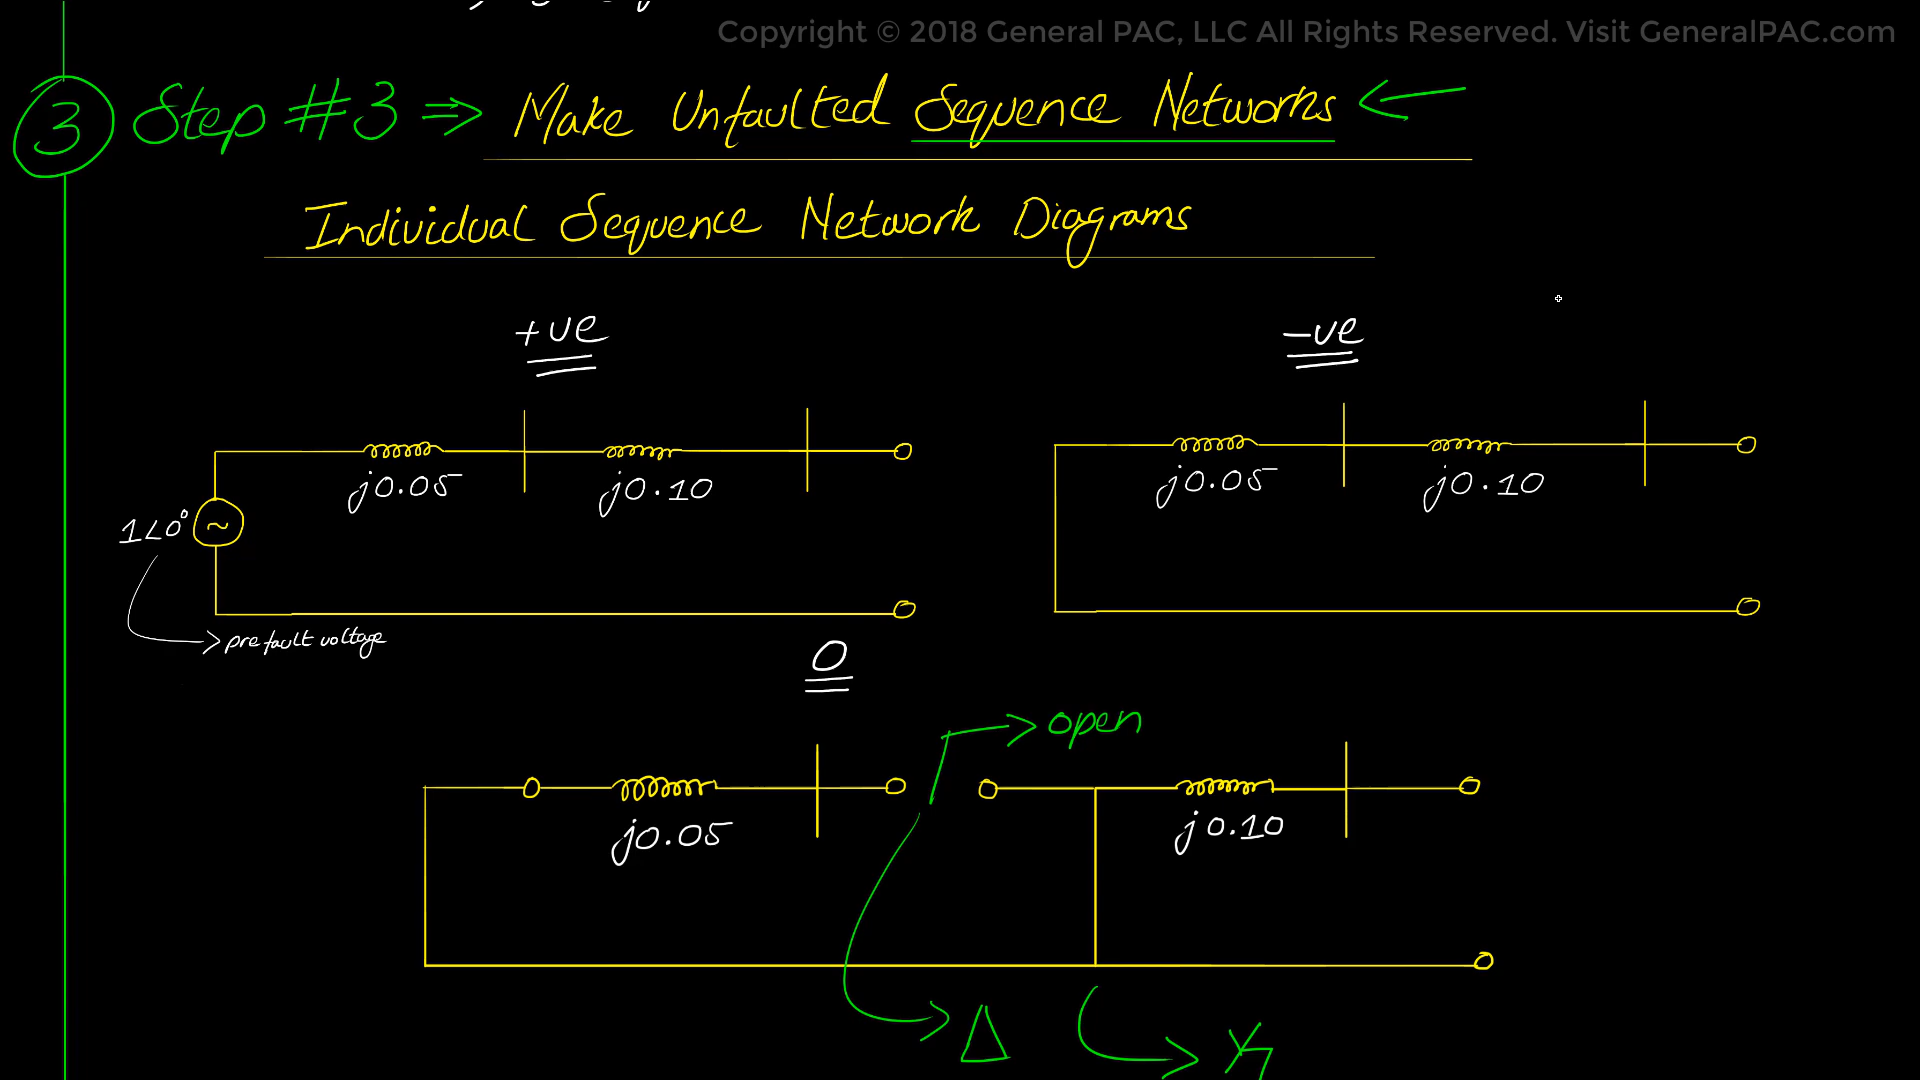 Copyright © 2018 General PAC, LLC All Rights Reserved. Visit GeneralPAC.com
3 Step #3 ⇒ Make Unfaulted Sequence Networks ←
Individual Sequence Network Diagrams
+ve
-ve
j0.05 j0.10
j0.05 j0.10
1∠0°
~
prefault voltage
0
open
j0.05
j0.10
Δ
Y